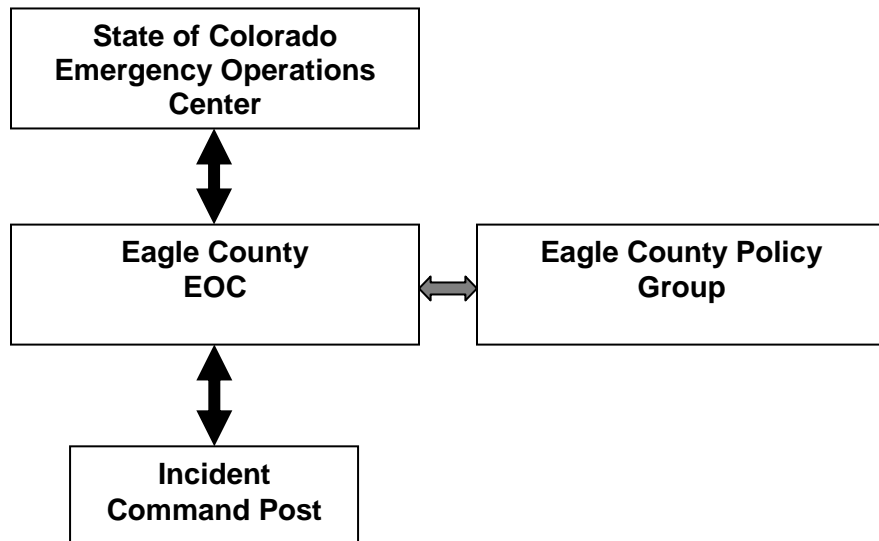 State of Colorado
Emergency Operations
Center
Eagle County
EOC
Eagle County Policy
Group
Incident
Command Post